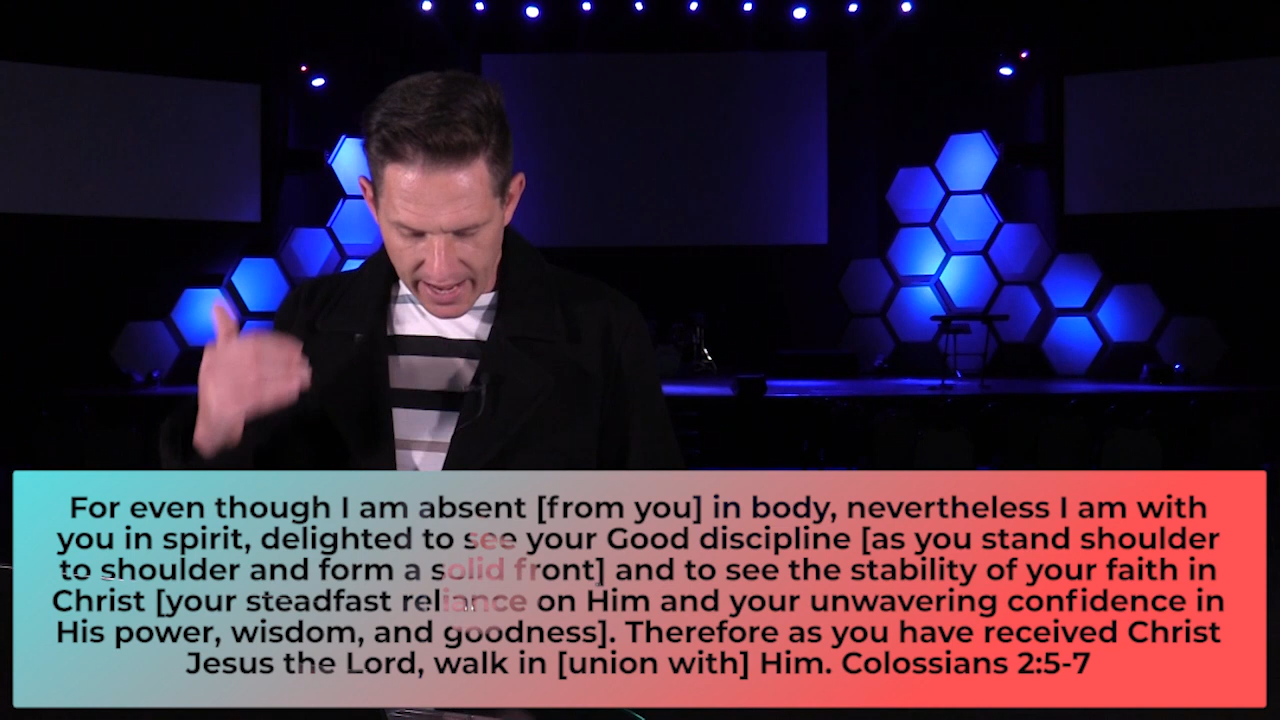 For even though I am absent [from you] in body, nevertheless I am with
you in spirit, delighted to see your Good discipline [as you stand shoulder
to shoulder and form a solid front] and to see the stability of your faith in
Christ [your steadfast reliance on Him and your unwavering confidence in
His power, wisdom, and goodness]. Therefore as you have received Christ
Jesus the Lord, walk in [union with] Him. Colossians 2:5-7